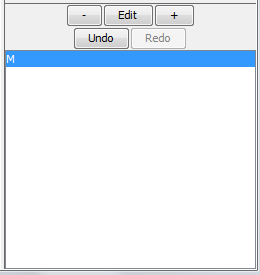 - Edit +
Undo Redo
M